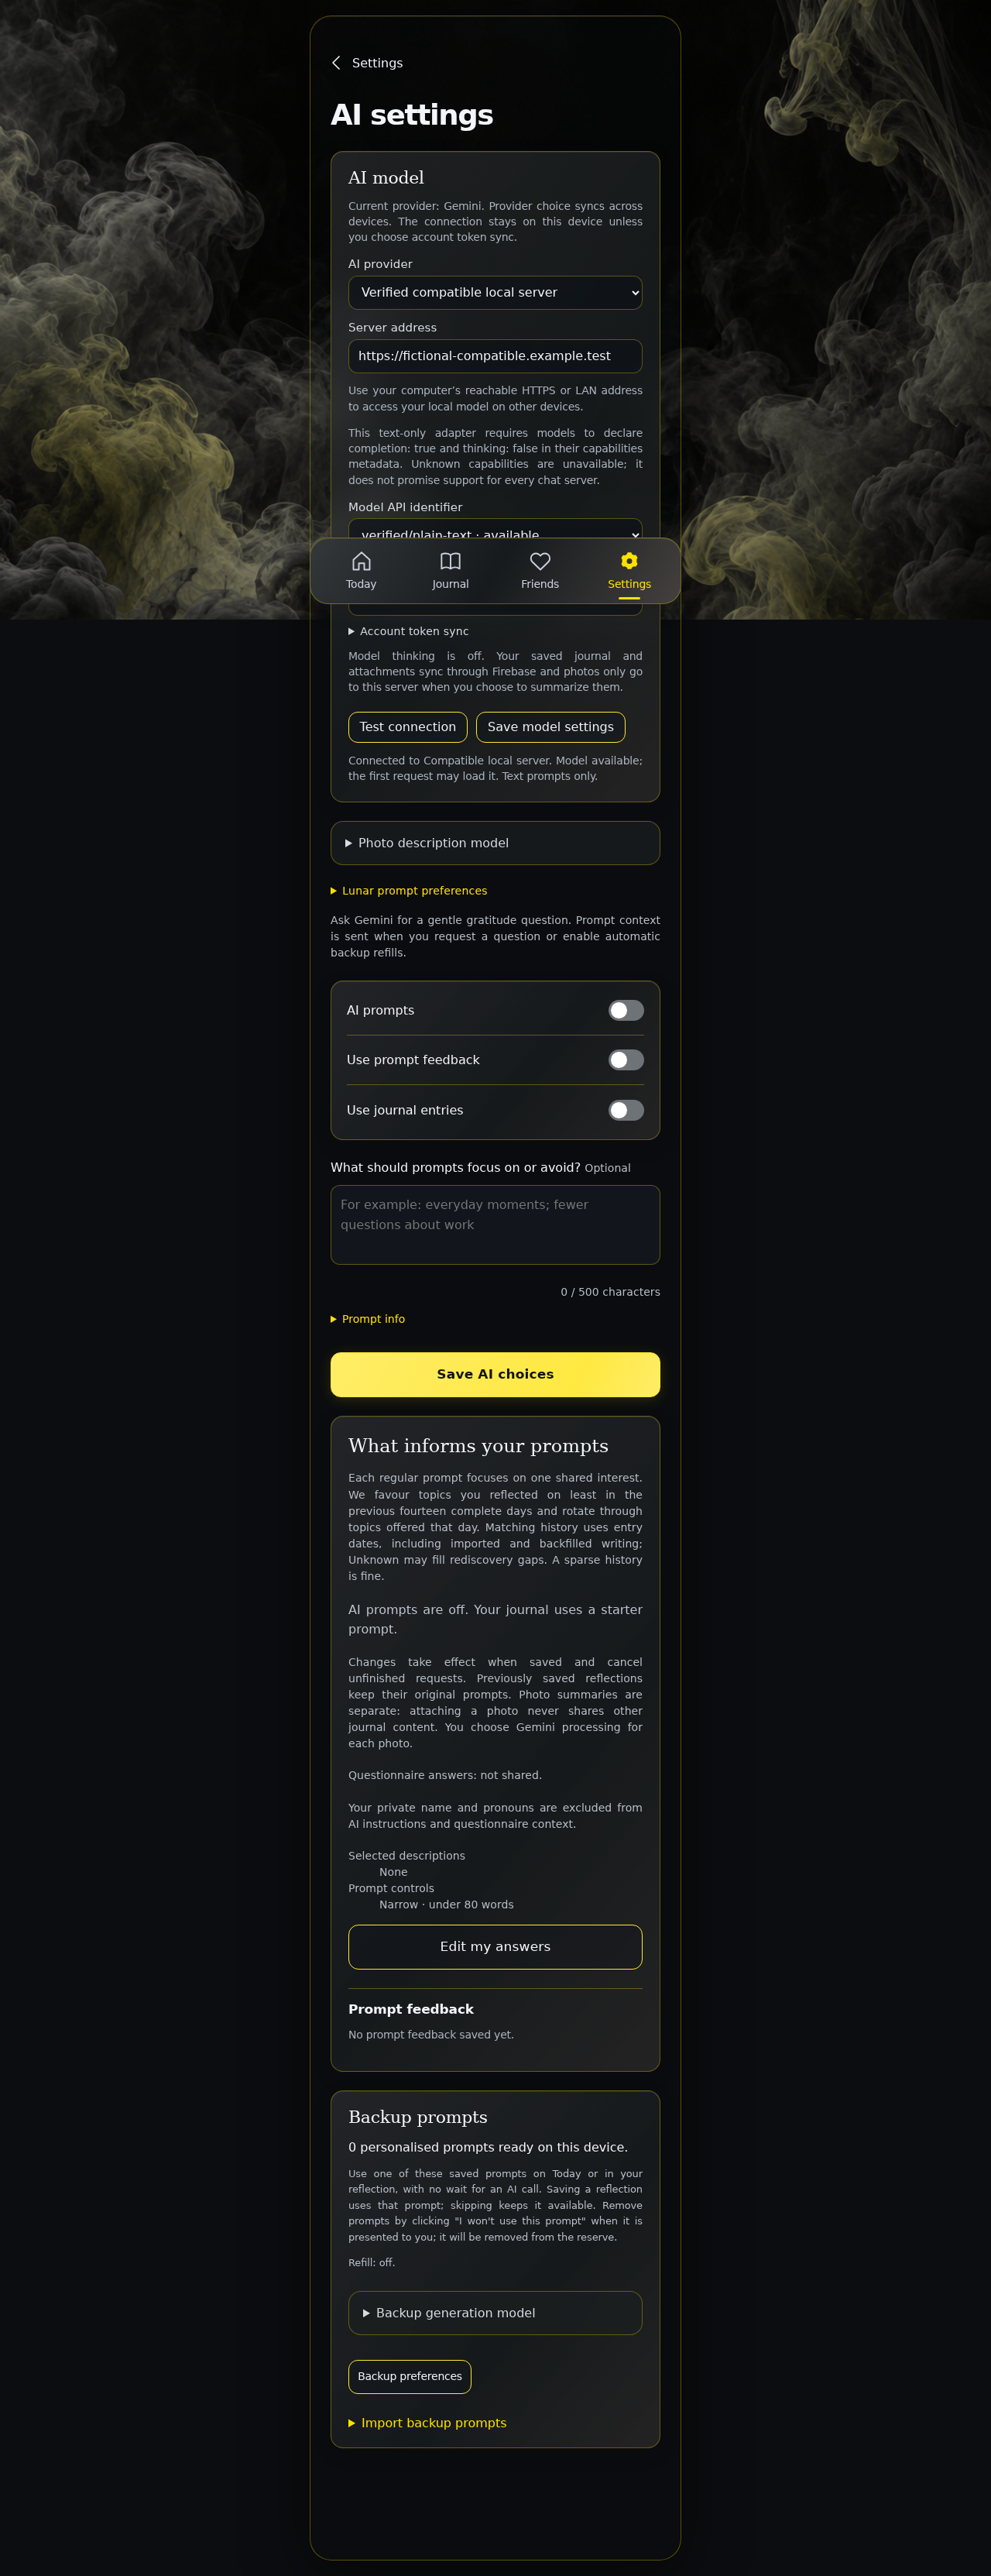 Settings
AI settings
AI model
Current provider: Gemini. Provider choice syncs across
devices. The connection stays on this device unless
you choose account token sync.
AI provider
Verified compatible local server
Server address
https://fictional-compatible.example.test
Use your computer’s reachable HTTPS or LAN address
to access your local model on other devices.
This text-only adapter requires models to declare
completion: true and thinking: false in their capabilities
metadata. Unknown capabilities are unavailable; it
does not promise support for every chat server.
Model API identifier
verified/plain-text · available
Today
Journal
Friends
Settings
Account token sync
Model thinking is off. Your saved journal and
attachments sync through Firebase and photos only go
to this server when you choose to summarize them.
Test connection
Save model settings
Connected to Compatible local server. Model available;
the first request may load it. Text prompts only.
Photo description model
Lunar prompt preferences
Ask Gemini for a gentle gratitude question. Prompt context
is sent when you request a question or enable automatic
backup refills.
AI prompts
Use prompt feedback
Use journal entries
What should prompts focus on or avoid? Optional
For example: everyday moments; fewer
questions about work
0 / 500 characters
Prompt info
Save AI choices
What informs your prompts
Each regular prompt focuses on one shared interest.
We favour topics you reflected on least in the
previous fourteen complete days and rotate through
topics offered that day. Matching history uses entry
dates, including imported and backfilled writing;
Unknown may fill rediscovery gaps. A sparse history
is fine.
AI prompts are off. Your journal uses a starter
prompt.
Changes take effect when saved and cancel
unfinished requests. Previously saved reflections
keep their original prompts. Photo summaries are
separate: attaching a photo never shares other
journal content. You choose Gemini processing for
each photo.
Questionnaire answers: not shared.
Your private name and pronouns are excluded from
AI instructions and questionnaire context.
Selected descriptions
None
Prompt controls
Narrow · under 80 words
Edit my answers
Prompt feedback
No prompt feedback saved yet.
Backup prompts
0 personalised prompts ready on this device.
Use one of these saved prompts on Today or in your
reflection, with no wait for an AI call. Saving a reflection
uses that prompt; skipping keeps it available. Remove
prompts by clicking "I won't use this prompt" when it is
presented to you; it will be removed from the reserve.
Refill: off.
Backup generation model
Backup preferences
Import backup prompts